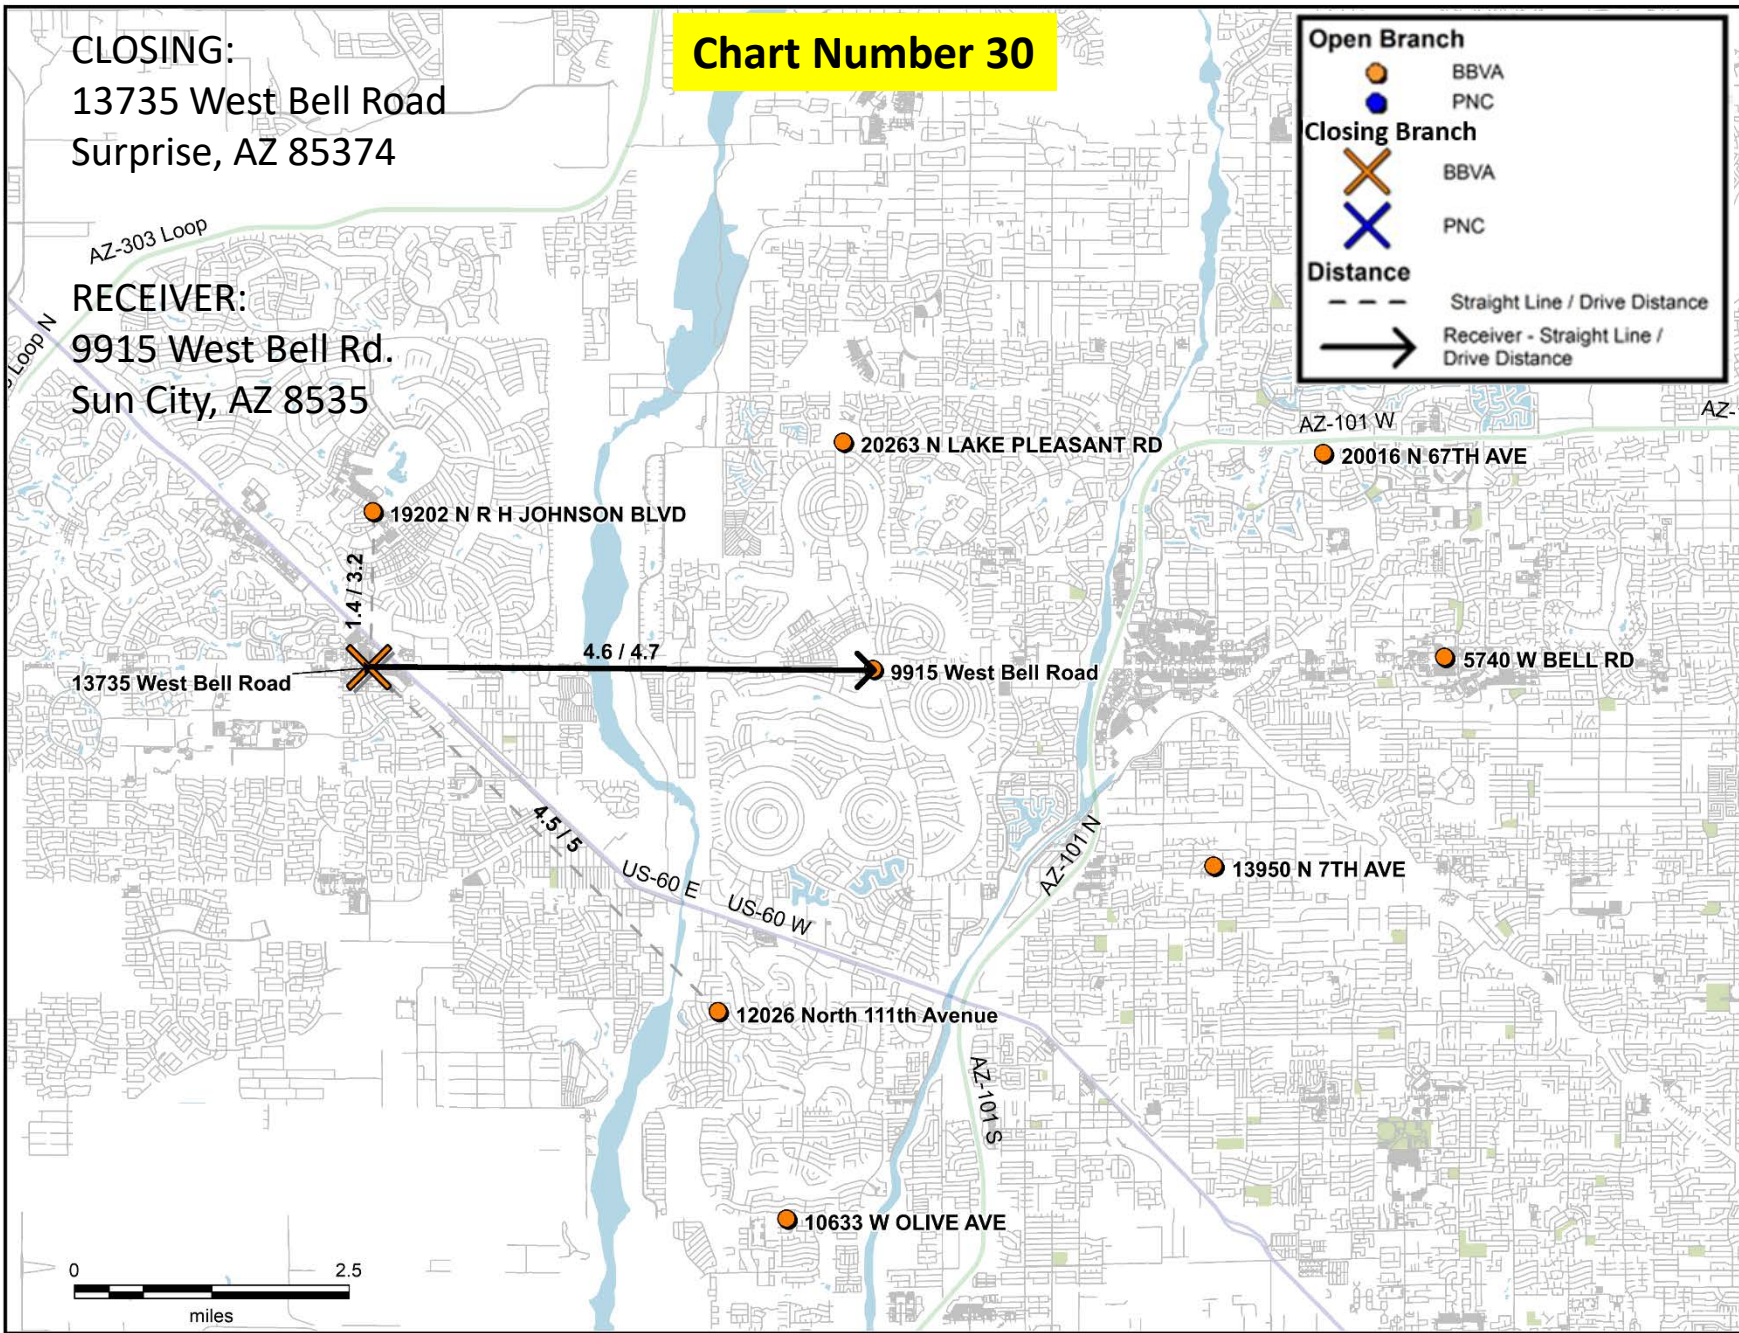 CLOSING:
13735 West Bell Road
Surprise, AZ 85374
Chart Number 30
Open Branch
BBVA
PNC
Closing Branch
BBVA
PNC
Distance
Straight Line / Drive Distance
Receiver - Straight Line /
Drive Distance
AZ-303 Loop
RECEIVER:
9915 West Bell Rd.
Sun City, AZ 8535
Loop N
AZ-101 W
AZ-
20263 N LAKE PLEASANT RD
20016 N 67TH AVE
19202 N R H JOHNSON BLVD
1.4 / 3.2
4.6 / 4.7
13735 West Bell Road
9915 West Bell Road
5740 W BELL RD
4.5 / 5
US-60 E
US-60 W
AZ-101 N
13950 N 7TH AVE
12026 North 111th Avenue
AZ-101 S
10633 W OLIVE AVE
0 2.5
miles